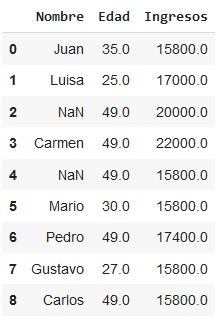 Nombre Edad Ingresos
0 Juan 35.0 15800.0
1 Luisa 25.0 17000.0
2 NaN 49.0 20000.0
3 Carmen 49.0 22000.0
4 NaN 49.0 15800.0
5 Mario 30.0 15800.0
6 Pedro 49.0 17400.0
7 Gustavo 27.0 15800.0
8 Carlos 49.0 15800.0